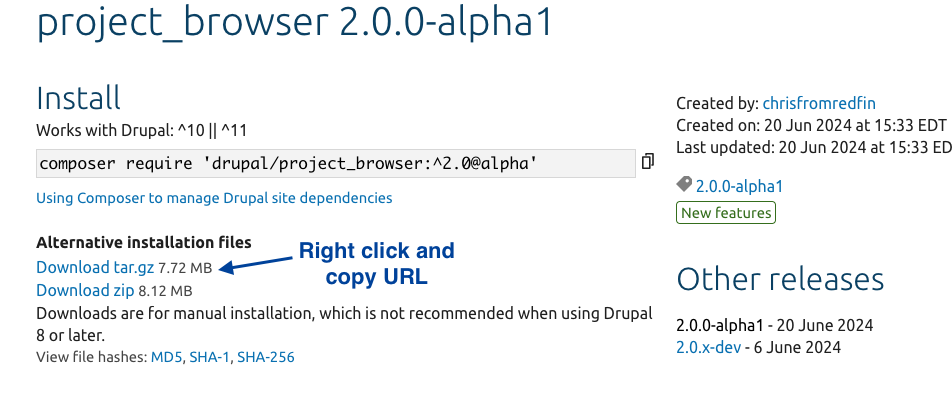 project_browser 2.0.0-alpha1
Install
Works with Drupal: ^10 || ^11
composer require 'drupal/project_browser:^2.0@alpha'
Using Composer to manage Drupal site dependencies
Alternative installation files
Download tar.gz 7.72 MB
Download zip 8.12 MB
Right click and
copy URL
Downloads are for manual installation, which is not recommended when using Drupal
8 or later.
View file hashes: MD5, SHA-1, SHA-256
Created by: chrisfromredfin
Created on: 20 Jun 2024 at 15:33 EDT
Last updated: 20 Jun 2024 at 15:33 ED
2.0.0-alpha1
New features
Other releases
2.0.0-alpha1 - 20 June 2024
2.0.x-dev - 6 June 2024